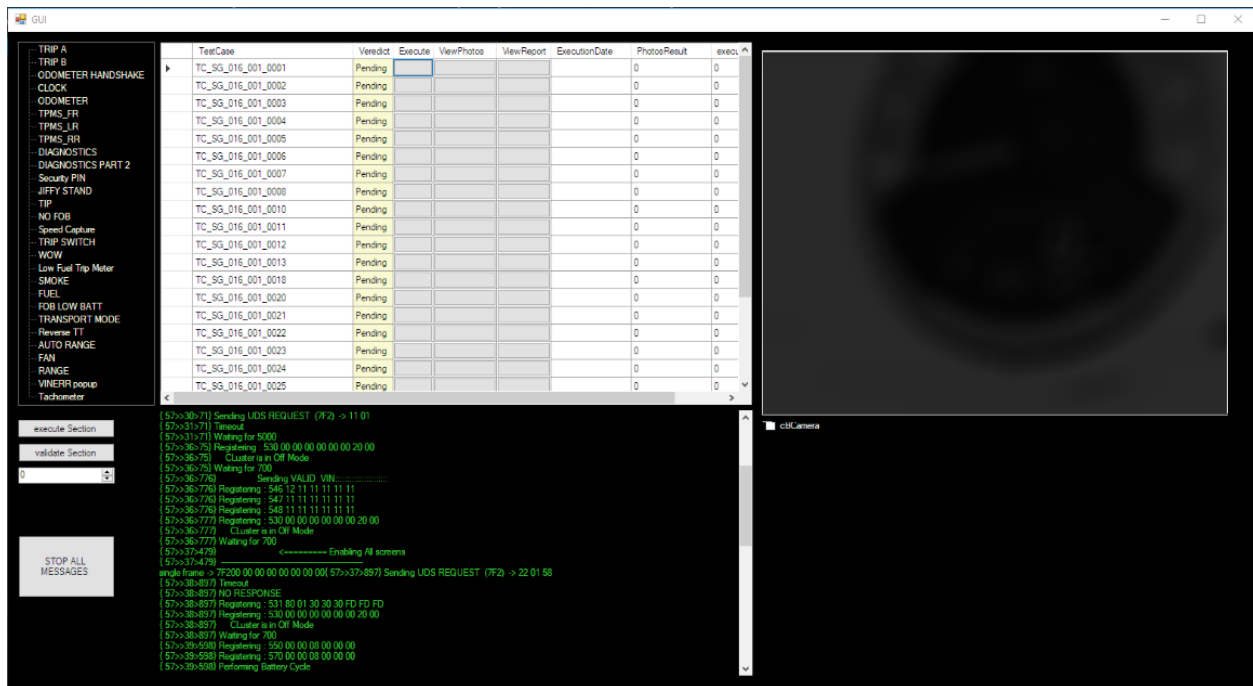 GUI
TRIP A
TRIP B
ODOMETER HANDSHAKE
CLOCK
ODOMETER
TPMS_FR
TPMS_LR
TPMS_RR
DIAGNOSTICS
DIAGNOSTICS PART 2
Security PIN
JIFFY STAND
TIP
NO FOB
Speed Capture
TRIP SWITCH
WOW
Low Fuel Trip Meter
SMOKE
FUEL
FOB LOW BATT
TRANSPORT MODE
Reverse TT
AUTO RANGE
FAN
RANGE
VINERR popup
Tachometer
execute Section
validate Section
0
STOP ALL
MESSAGES
TestCase Veredict Execute ViewPhotos ViewReport ExecutionDate PhotosResult execu
TC_SG_016_001_0001 Pending 0 0
TC_SG_016_001_0002 Pending 0 0
TC_SG_016_001_0003 Pending 0 0
TC_SG_016_001_0004 Pending 0 0
TC_SG_016_001_0005 Pending 0 0
TC_SG_016_001_0006 Pending 0 0
TC_SG_016_001_0007 Pending 0 0
TC_SG_016_001_0008 Pending 0 0
TC_SG_016_001_0010 Pending 0 0
TC_SG_016_001_0011 Pending 0 0
TC_SG_016_001_0012 Pending 0 0
TC_SG_016_001_0013 Pending 0 0
TC_SG_016_001_0018 Pending 0 0
TC_SG_016_001_0020 Pending 0 0
TC_SG_016_001_0021 Pending 0 0
TC_SG_016_001_0022 Pending 0 0
TC_SG_016_001_0023 Pending 0 0
TC_SG_016_001_0024 Pending 0 0
TC_SG_016_001_0025 Pending 0 0
{ 57>>30>71} Sending UDS REQUEST (7F2) -> 11 01
{ 57>>31>71} Timeout
{ 57>>31>71} Waiting for 5000
{ 57>>36>75} Registering : 530 00 00 00 00 00 00 20 00
{ 57>>36>75} CLuster is in Off Mode
{ 57>>36>75} Waiting for 700
{ 57>>36>776} Sending VALID VIN:::::::::::::::::::::
{ 57>>36>776} Registering : 546 12 11 11 11 11 11
{ 57>>36>776} Registering : 547 11 11 11 11 11 11
{ 57>>36>776} Registering : 548 11 11 11 11 11 11
{ 57>>36>777} Registering : 530 00 00 00 00 00 00 20 00
{ 57>>36>777} CLuster is in Off Mode
{ 57>>36>777} Waiting for 700
{ 57>>37>479} <========= Enabling All screens
{ 57>>37>479} ________________________
single frame -> 7F200 00 00 00 00 00 00 00{ 57>>37>897} Sending UDS REQUEST (7F2) -> 22 01 58
{ 57>>38>897} Timeout
{ 57>>38>897} NO RESPONSE
{ 57>>38>897} Registering : 531 80 01 30 30 30 FD FD FD
{ 57>>38>897} Registering : 530 00 00 00 00 00 00 20 00
{ 57>>38>897} CLuster is in Off Mode
{ 57>>38>897} Waiting for 700
{ 57>>39>598} Registering : 550 00 00 08 00 00 00
{ 57>>39>598} Registering : 570 00 00 08 00 00 00
{ 57>>39>598} Performing Battery Cycle
cBCamera